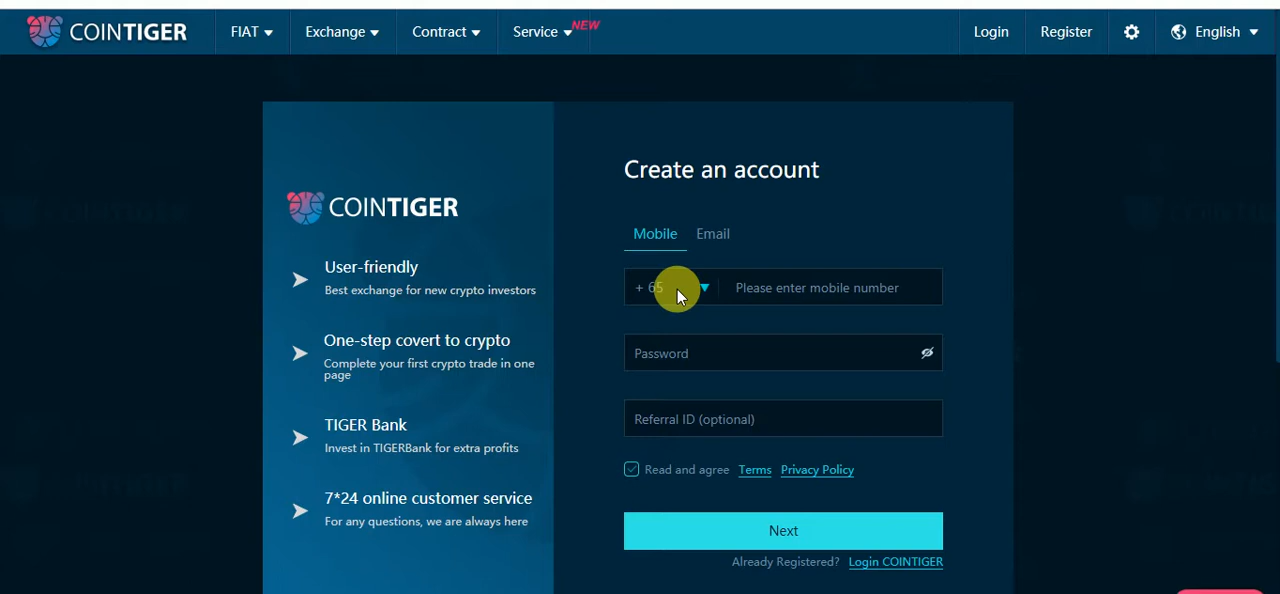 COINTIGER FIAT Exchange Contract Service NEW Login Register English
Create an account
COINTIGER
Mobile Email
User-friendly
Best exchange for new crypto investors
+ 65 Please enter mobile number
One-step covert to crypto
Complete your first crypto trade in one
page
Password
TIGER Bank
Invest in TIGERBank for extra profits
Referral ID (optional)
Read and agree Terms Privacy Policy
7*24 online customer service
For any questions, we are always here
Next
Already Registered? Login COINTIGER